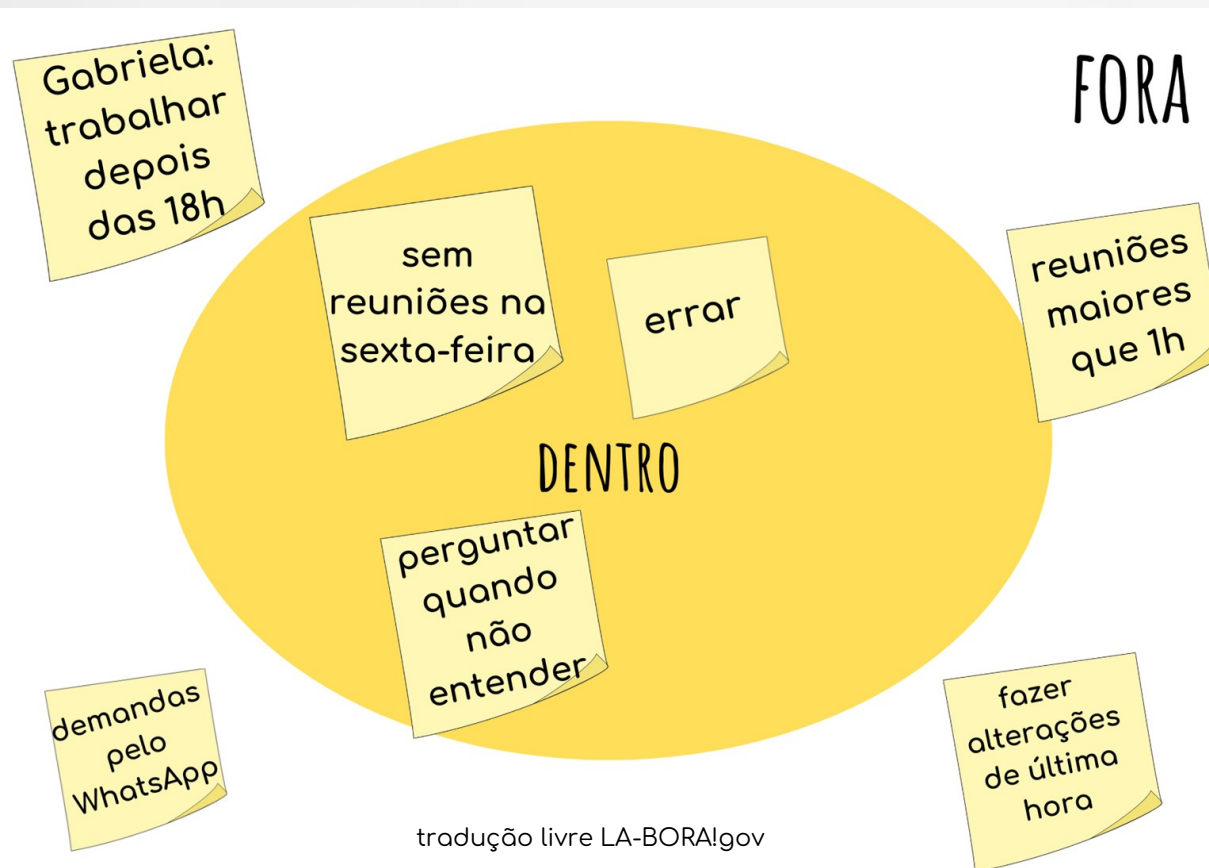 Gabriela:
trabalhar
depois
das 18h
FORA
sem
reuniões na
sexta-feira
errar
reuniões
maiores
que 1h
DENTRO
perguntar
quando
não
entender
demandas
pelo
WhatsApp
fazer
alterações
de última
hora
tradução livre LA-BORA!gov